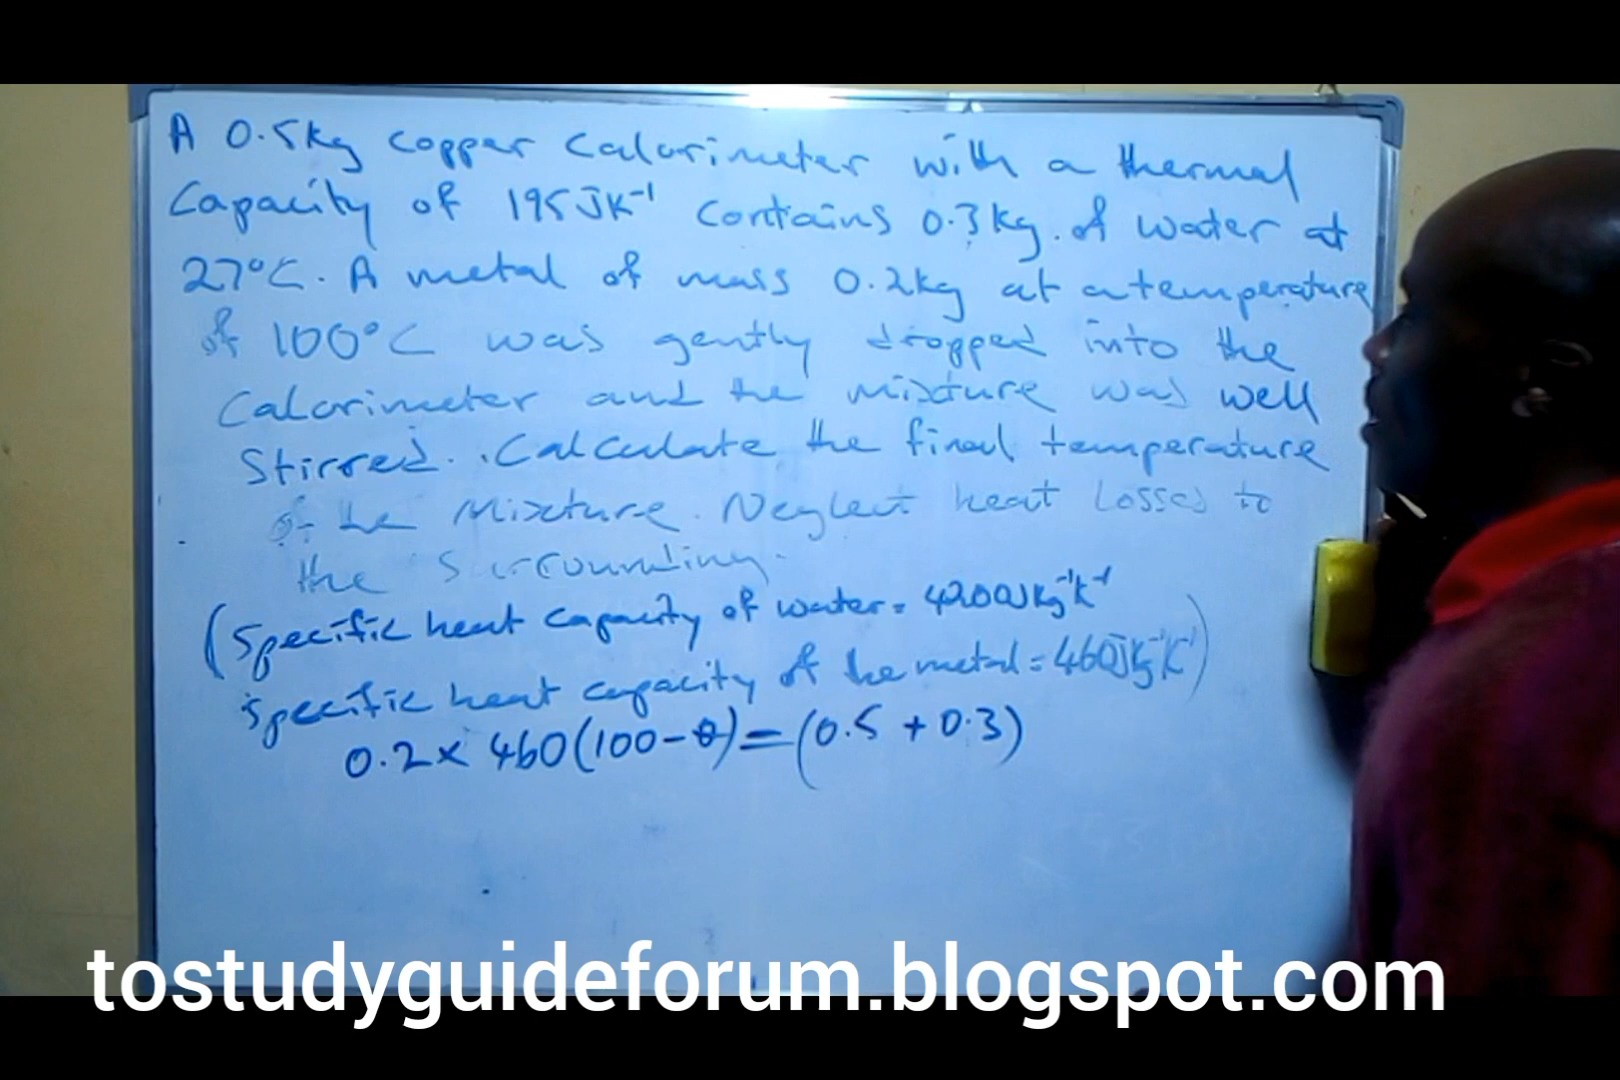 A 0.5kg copper calorimeter with a thermal
Capacity of 195JK⁻¹ contains 0.3kg. of water at
27°C. A metal of mass 0.2kg at a temperature
of 100°C was gently dropped into the
Calorimeter and the mixture was well
Stirred. Calculate the final temperature
of the Mixture. Neglect heat Losses to
the Surrounding.
(Specific heat capacity of water = 4200JKg⁻¹K⁻¹
specific heat capacity of the metal = 460JKg⁻¹K⁻¹)
0.2 x 460(100-θ) = (0.5 + 0.3)
tostudyguideforum.blogspot.com